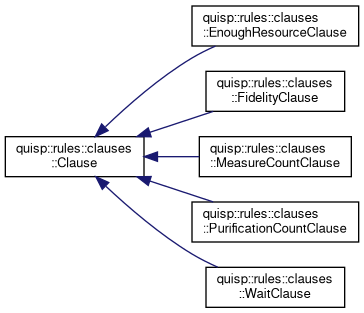 quisp::rules::clauses
::EnoughResourceClause
quisp::rules::clauses
::FidelityClause
quisp::rules::clauses
::Clause
quisp::rules::clauses
::MeasureCountClause
quisp::rules::clauses
::PurificationCountClause
quisp::rules::clauses
::WaitClause